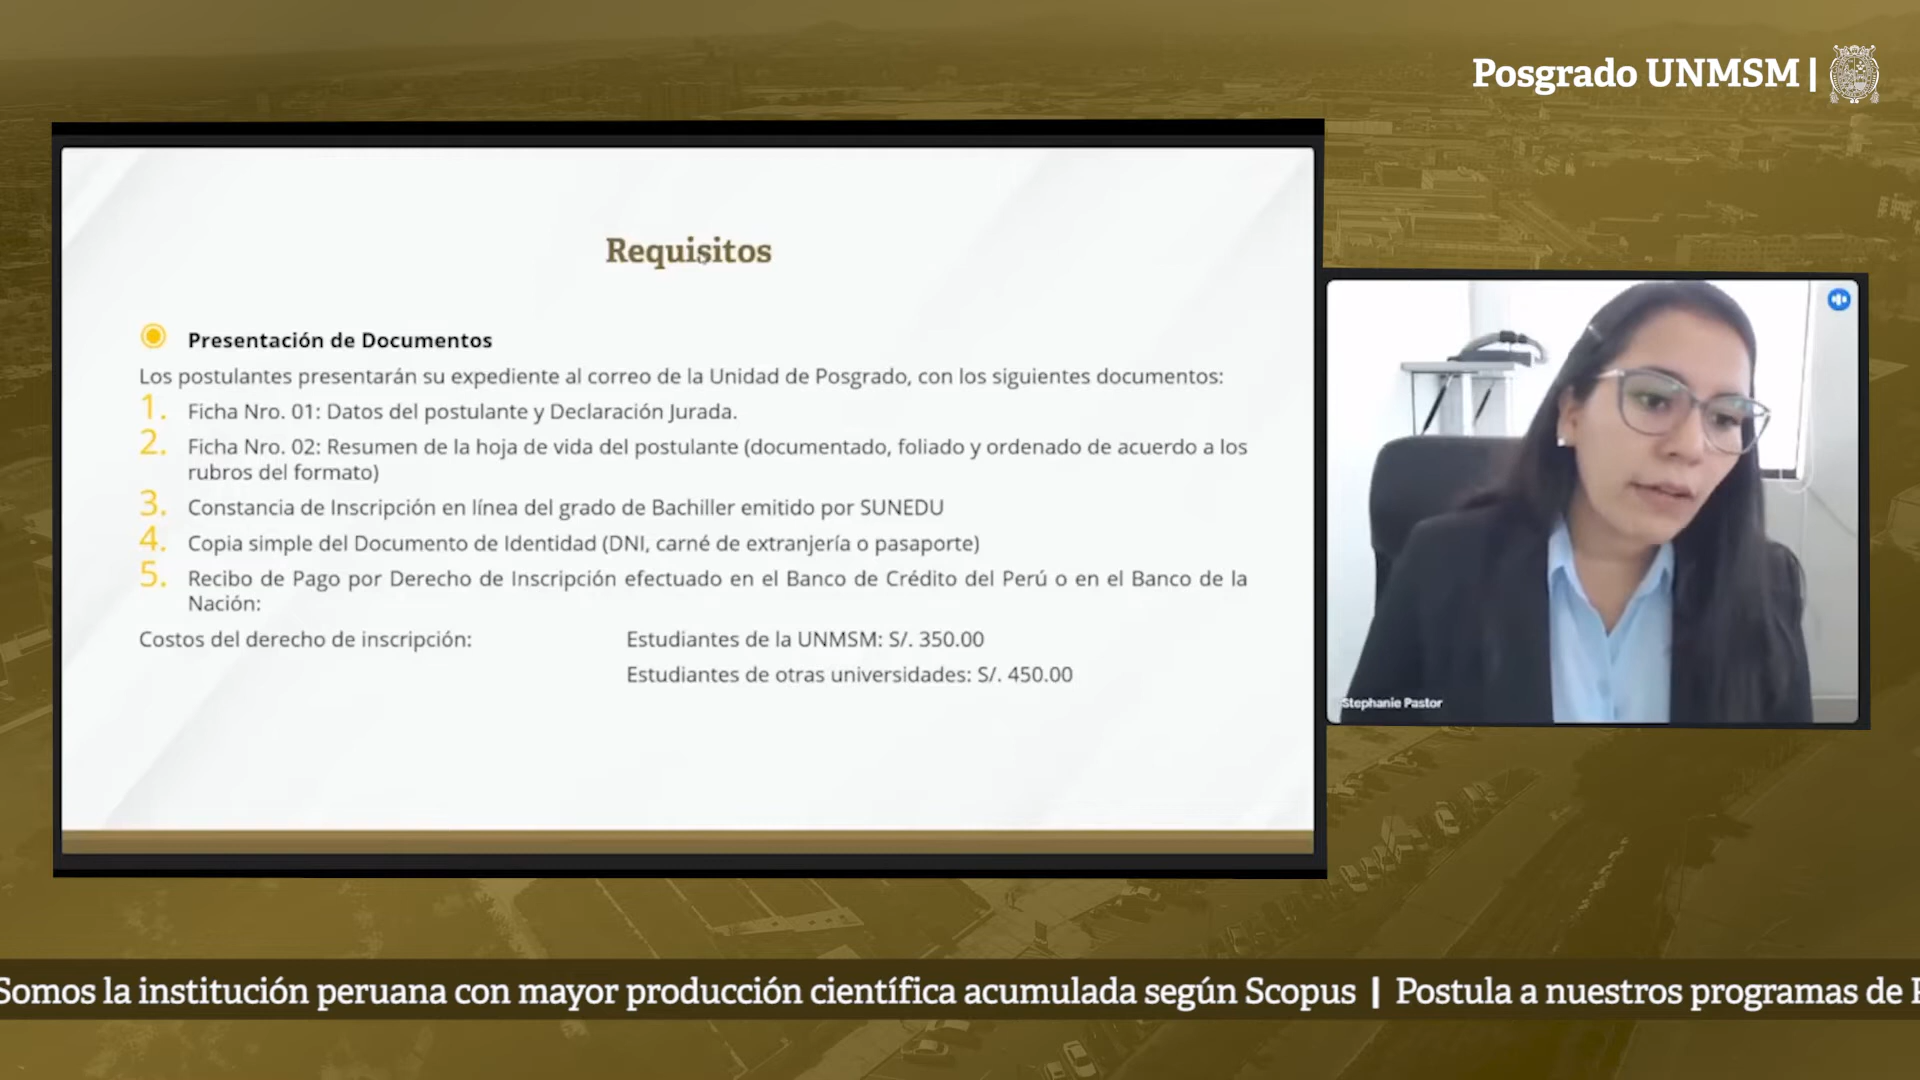 Posgrado UNMSM |
Requisitos
Presentación de Documentos
Los postulantes presentarán su expediente al correo de la Unidad de Posgrado, con los siguientes documentos:
1. Ficha Nro. 01: Datos del postulante y Declaración Jurada.
2. Ficha Nro. 02: Resumen de la hoja de vida del postulante (documentado, foliado y ordenado de acuerdo a los
rubros del formato)
3. Constancia de Inscripción en línea del grado de Bachiller emitido por SUNEDU
4. Copia simple del Documento de Identidad (DNI, carné de extranjería o pasaporte)
5. Recibo de Pago por Derecho de Inscripción efectuado en el Banco de Crédito del Perú o en el Banco de la
Nación:
Costos del derecho de inscripción: Estudiantes de la UNMSM: S/. 350.00
Estudiantes de otras universidades: S/. 450.00
Stephanie Pastor
Somos la institución peruana con mayor producción científica acumulada según Scopus | Postula a nuestros programas de